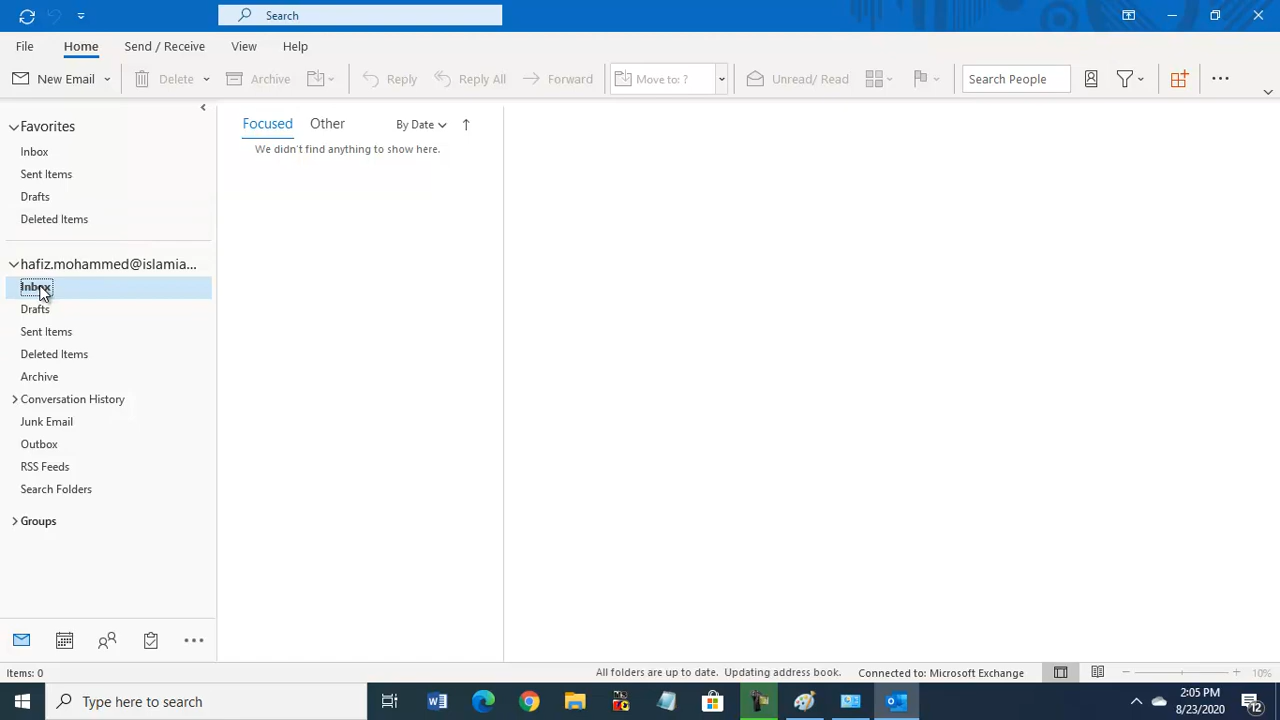 Search
File Home Send / Receive View Help
New Email Delete Archive Reply Reply All Forward Move to: ? Unread/ Read Search People
Favorites
Inbox
Sent Items
Drafts
Deleted Items
hafiz.mohammed@islamia...
Inbox
Drafts
Sent Items
Deleted Items
Archive
Conversation History
Junk Email
Outbox
RSS Feeds
Search Folders
Groups
Focused Other By Date
We didn't find anything to show here.
Items: 0 All folders are up to date. Updating address book. Connected to: Microsoft Exchange 10%
Type here to search
2:05 PM
8/23/2020
12